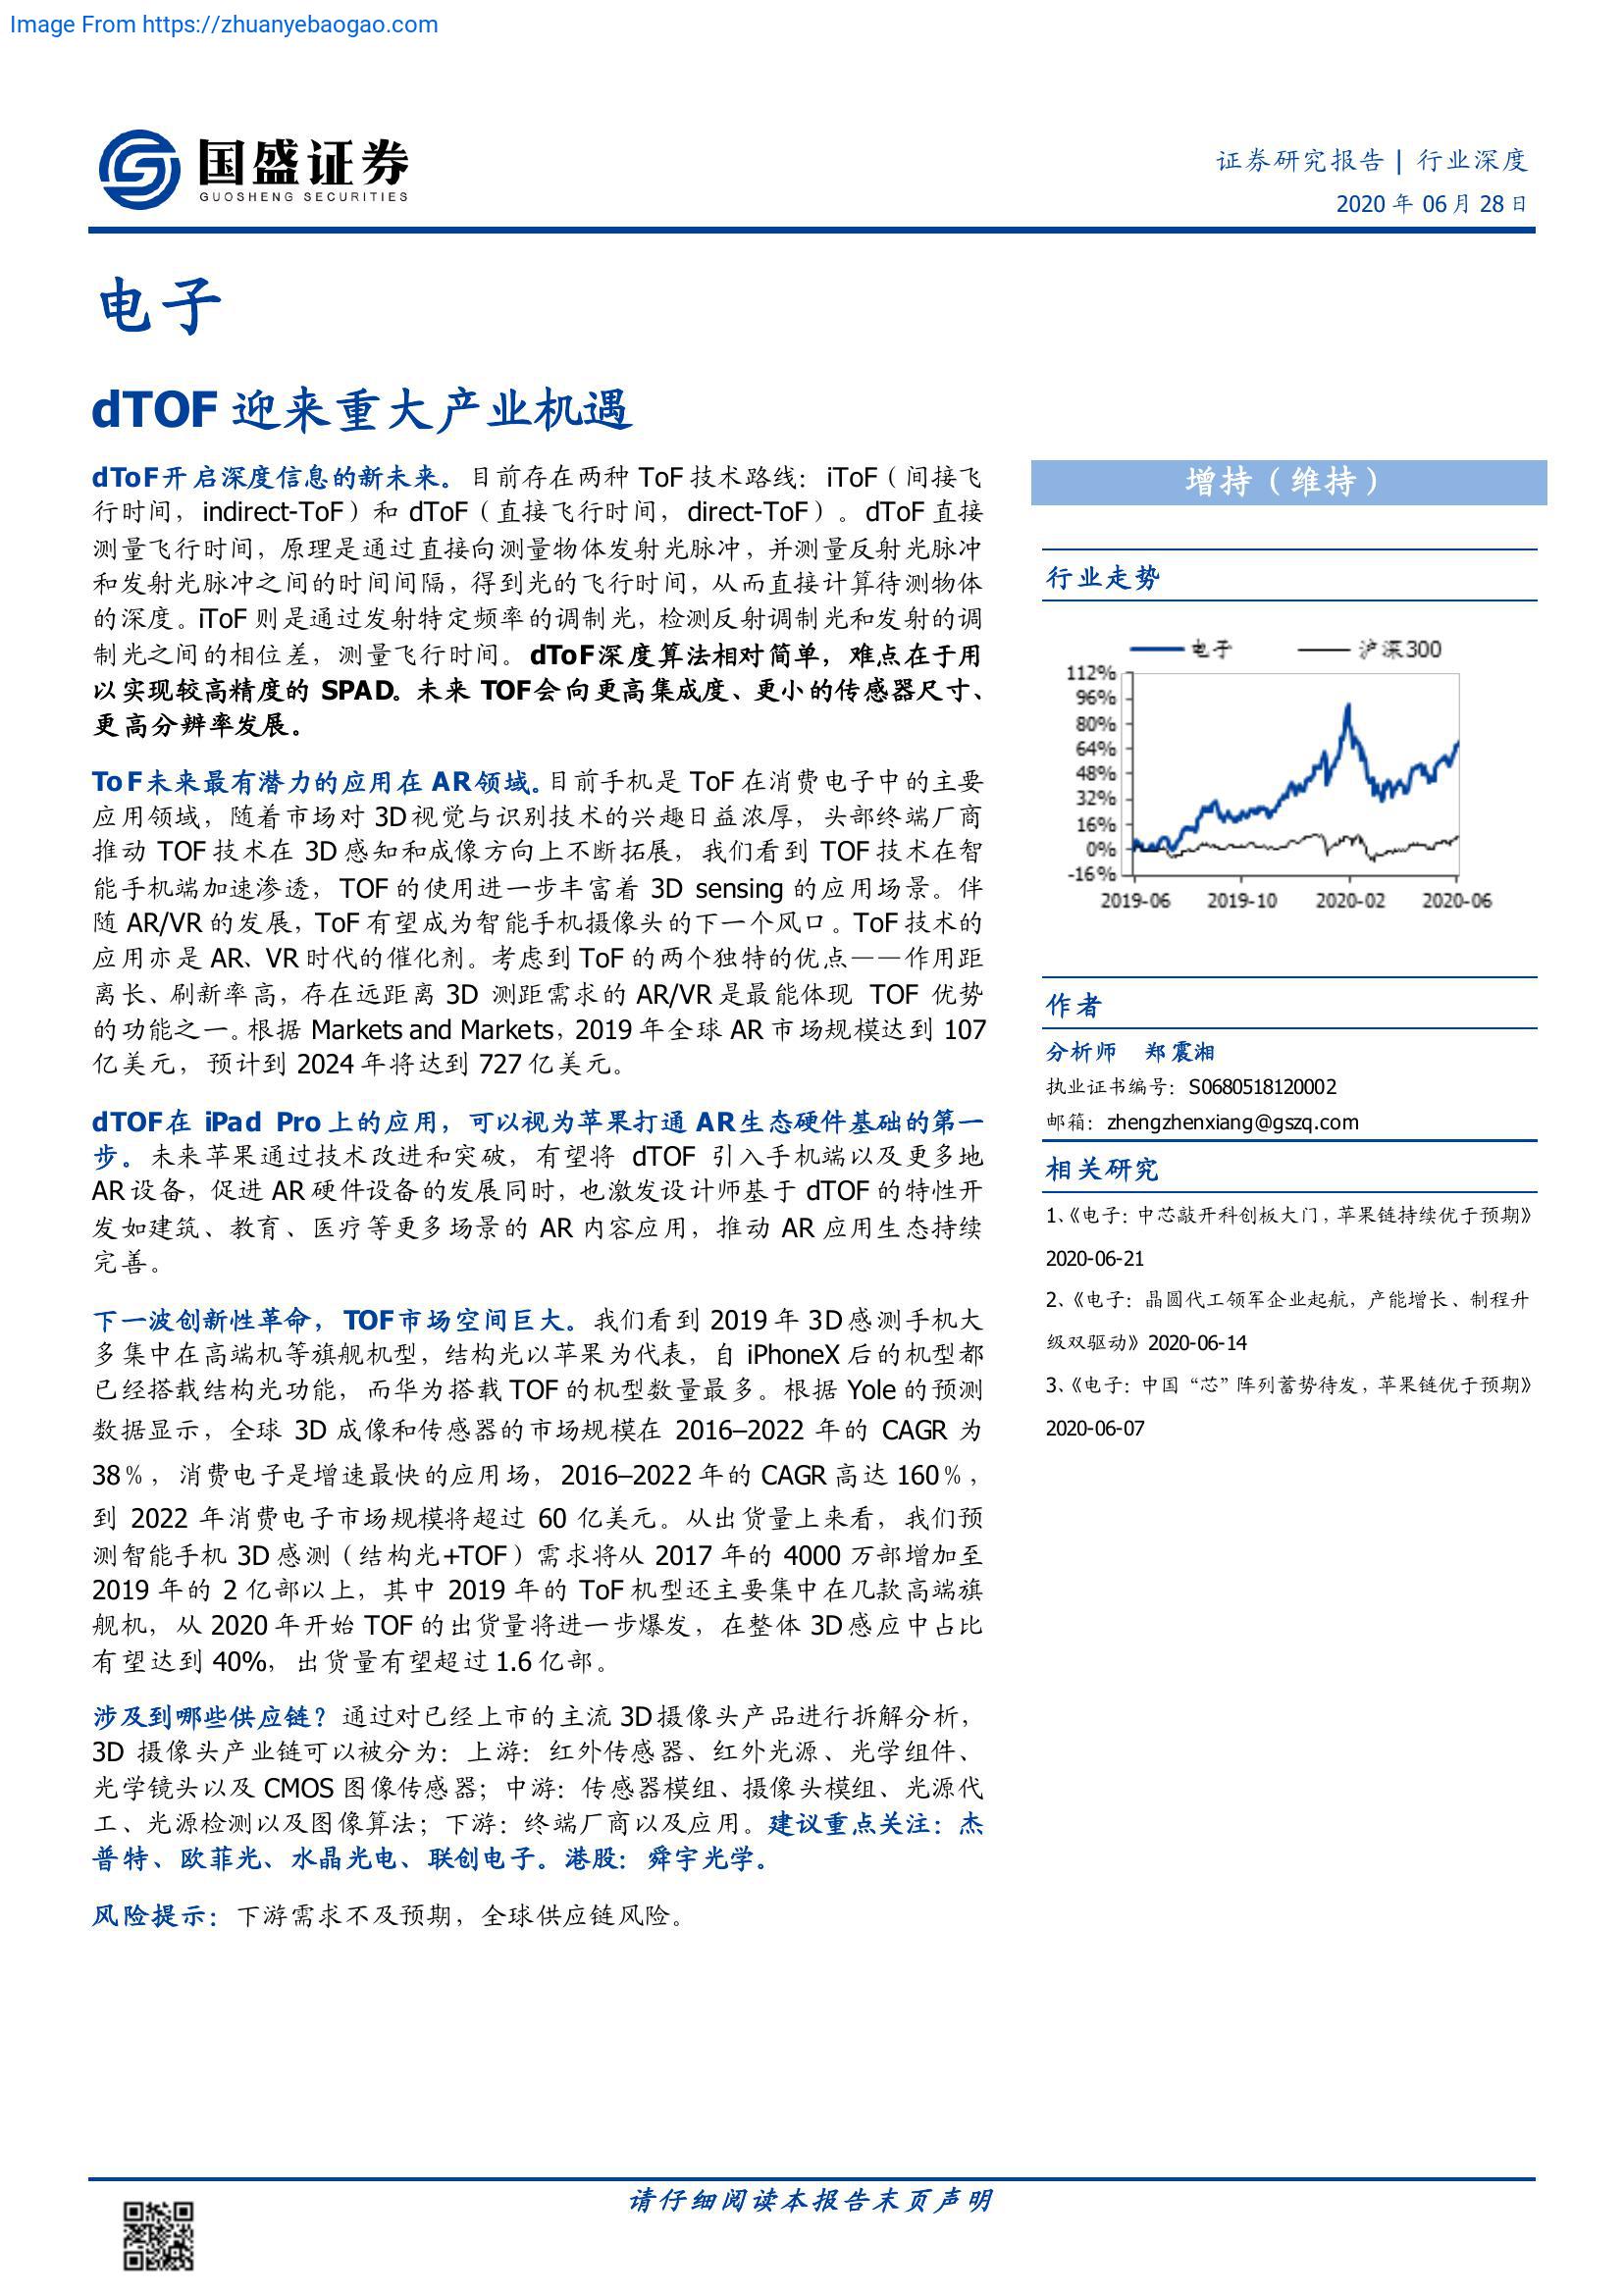 Image From https://zhuanyebaogao.com
国盛证券
GUOSHENG SECURITIES
证券研究报告 | 行业深度
2020 年 06 月 28 日
电子
dTOF 迎来重大产业机遇
dToF 开启深度信息的新未来。目前存在两种 ToF 技术路线：iToF（间接飞
行时间，indirect-ToF）和 dToF（直接飞行时间，direct-ToF）。dToF 直接
测量飞行时间，原理是通过直接向测量物体发射光脉冲，并测量反射光脉冲
和发射光脉冲之间的时间间隔，得到光的飞行时间，从而直接计算待测物体
的深度。iToF 则是通过发射特定频率的调制光，检测反射调制光和发射的调
制光之间的相位差，测量飞行时间。dToF 深度算法相对简单，难点在于用
以实现较高精度的 SPAD。未来 TOF 会向更高集成度、更小的传感器尺寸、
更高分辨率发展。
ToF 未来最有潜力的应用在 AR 领域。目前手机是 ToF 在消费电子中的主要
应用领域，随着市场对 3D 视觉与识别技术的兴趣日益浓厚，头部终端厂商
推动 TOF 技术在 3D 感知和成像方向上不断拓展，我们看到 TOF 技术在智
能手机端加速渗透，TOF 的使用进一步丰富着 3D sensing 的应用场景。伴
随 AR/VR 的发展，ToF 有望成为智能手机摄像头的下一个风口。ToF 技术的
应用亦是 AR、VR 时代的催化剂。考虑到 ToF 的两个独特的优点——作用距
离长、刷新率高，存在远距离 3D 测距需求的 AR/VR 是最能体现 TOF 优势
的功能之一。根据 Markets and Markets，2019 年全球 AR 市场规模达到 107
亿美元，预计到 2024 年将达到 727 亿美元。
dTOF 在 iPad Pro 上的应用，可以视为苹果打通 AR 生态硬件基础的第一
步。未来苹果通过技术改进和突破，有望将 dTOF 引入手机端以及更多地
AR 设备，促进 AR 硬件设备的发展同时，也激发设计师基于 dTOF 的特性开
发如建筑、教育、医疗等更多场景的 AR 内容应用，推动 AR 应用生态持续
完善。
下一波创新性革命，TOF 市场空间巨大。我们看到 2019 年 3D 感测手机大
多集中在高端机等旗舰机型，结构光以苹果为代表，自 iPhoneX 后的机型都
已经搭载结构光功能，而华为搭载 TOF 的机型数量最多。根据 Yole 的预测
数据显示，全球 3D 成像和传感器的市场规模在 2016–2022 年的 CAGR 为
38％，消费电子是增速最快的应用场，2016–2022 年的 CAGR 高达 160％，
到 2022 年消费电子市场规模将超过 60 亿美元。从出货量上来看，我们预
测智能手机 3D 感测（结构光+TOF）需求将从 2017 年的 4000 万部增加至
2019 年的 2 亿部以上，其中 2019 年的 ToF 机型还主要集中在几款高端旗
舰机，从 2020 年开始 TOF 的出货量将进一步爆发，在整体 3D 感应中占比
有望达到 40%，出货量有望超过 1.6 亿部。
涉及到哪些供应链？通过对已经上市的主流 3D 摄像头产品进行拆解分析，
3D 摄像头产业链可以被分为：上游：红外传感器、红外光源、光学组件、
光学镜头以及 CMOS 图像传感器；中游：传感器模组、摄像头模组、光源代
工、光源检测以及图像算法；下游：终端厂商以及应用。建议重点关注：杰
普特、欧菲光、水晶光电、联创电子。港股：舜宇光学。
风险提示：下游需求不及预期，全球供应链风险。
增持（维持）
行业走势
电子 沪深300
112%
96%
80%
64%
48%
32%
16%
0%
-16%
2019-06 2019-10 2020-02 2020-06
作者
分析师 郑震湘
执业证书编号：S0680518120002
邮箱：zhengzhenxiang@gszq.com
相关研究
1、《电子：中芯敲开科创板大门，苹果链持续优于预期》
2020-06-21
2、《电子：晶圆代工领军企业起航，产能增长、制程升
级双驱动》2020-06-14
3、《电子：中国“芯”阵列蓄势待发，苹果链优于预期》
2020-06-07
请仔细阅读本报告末页声明